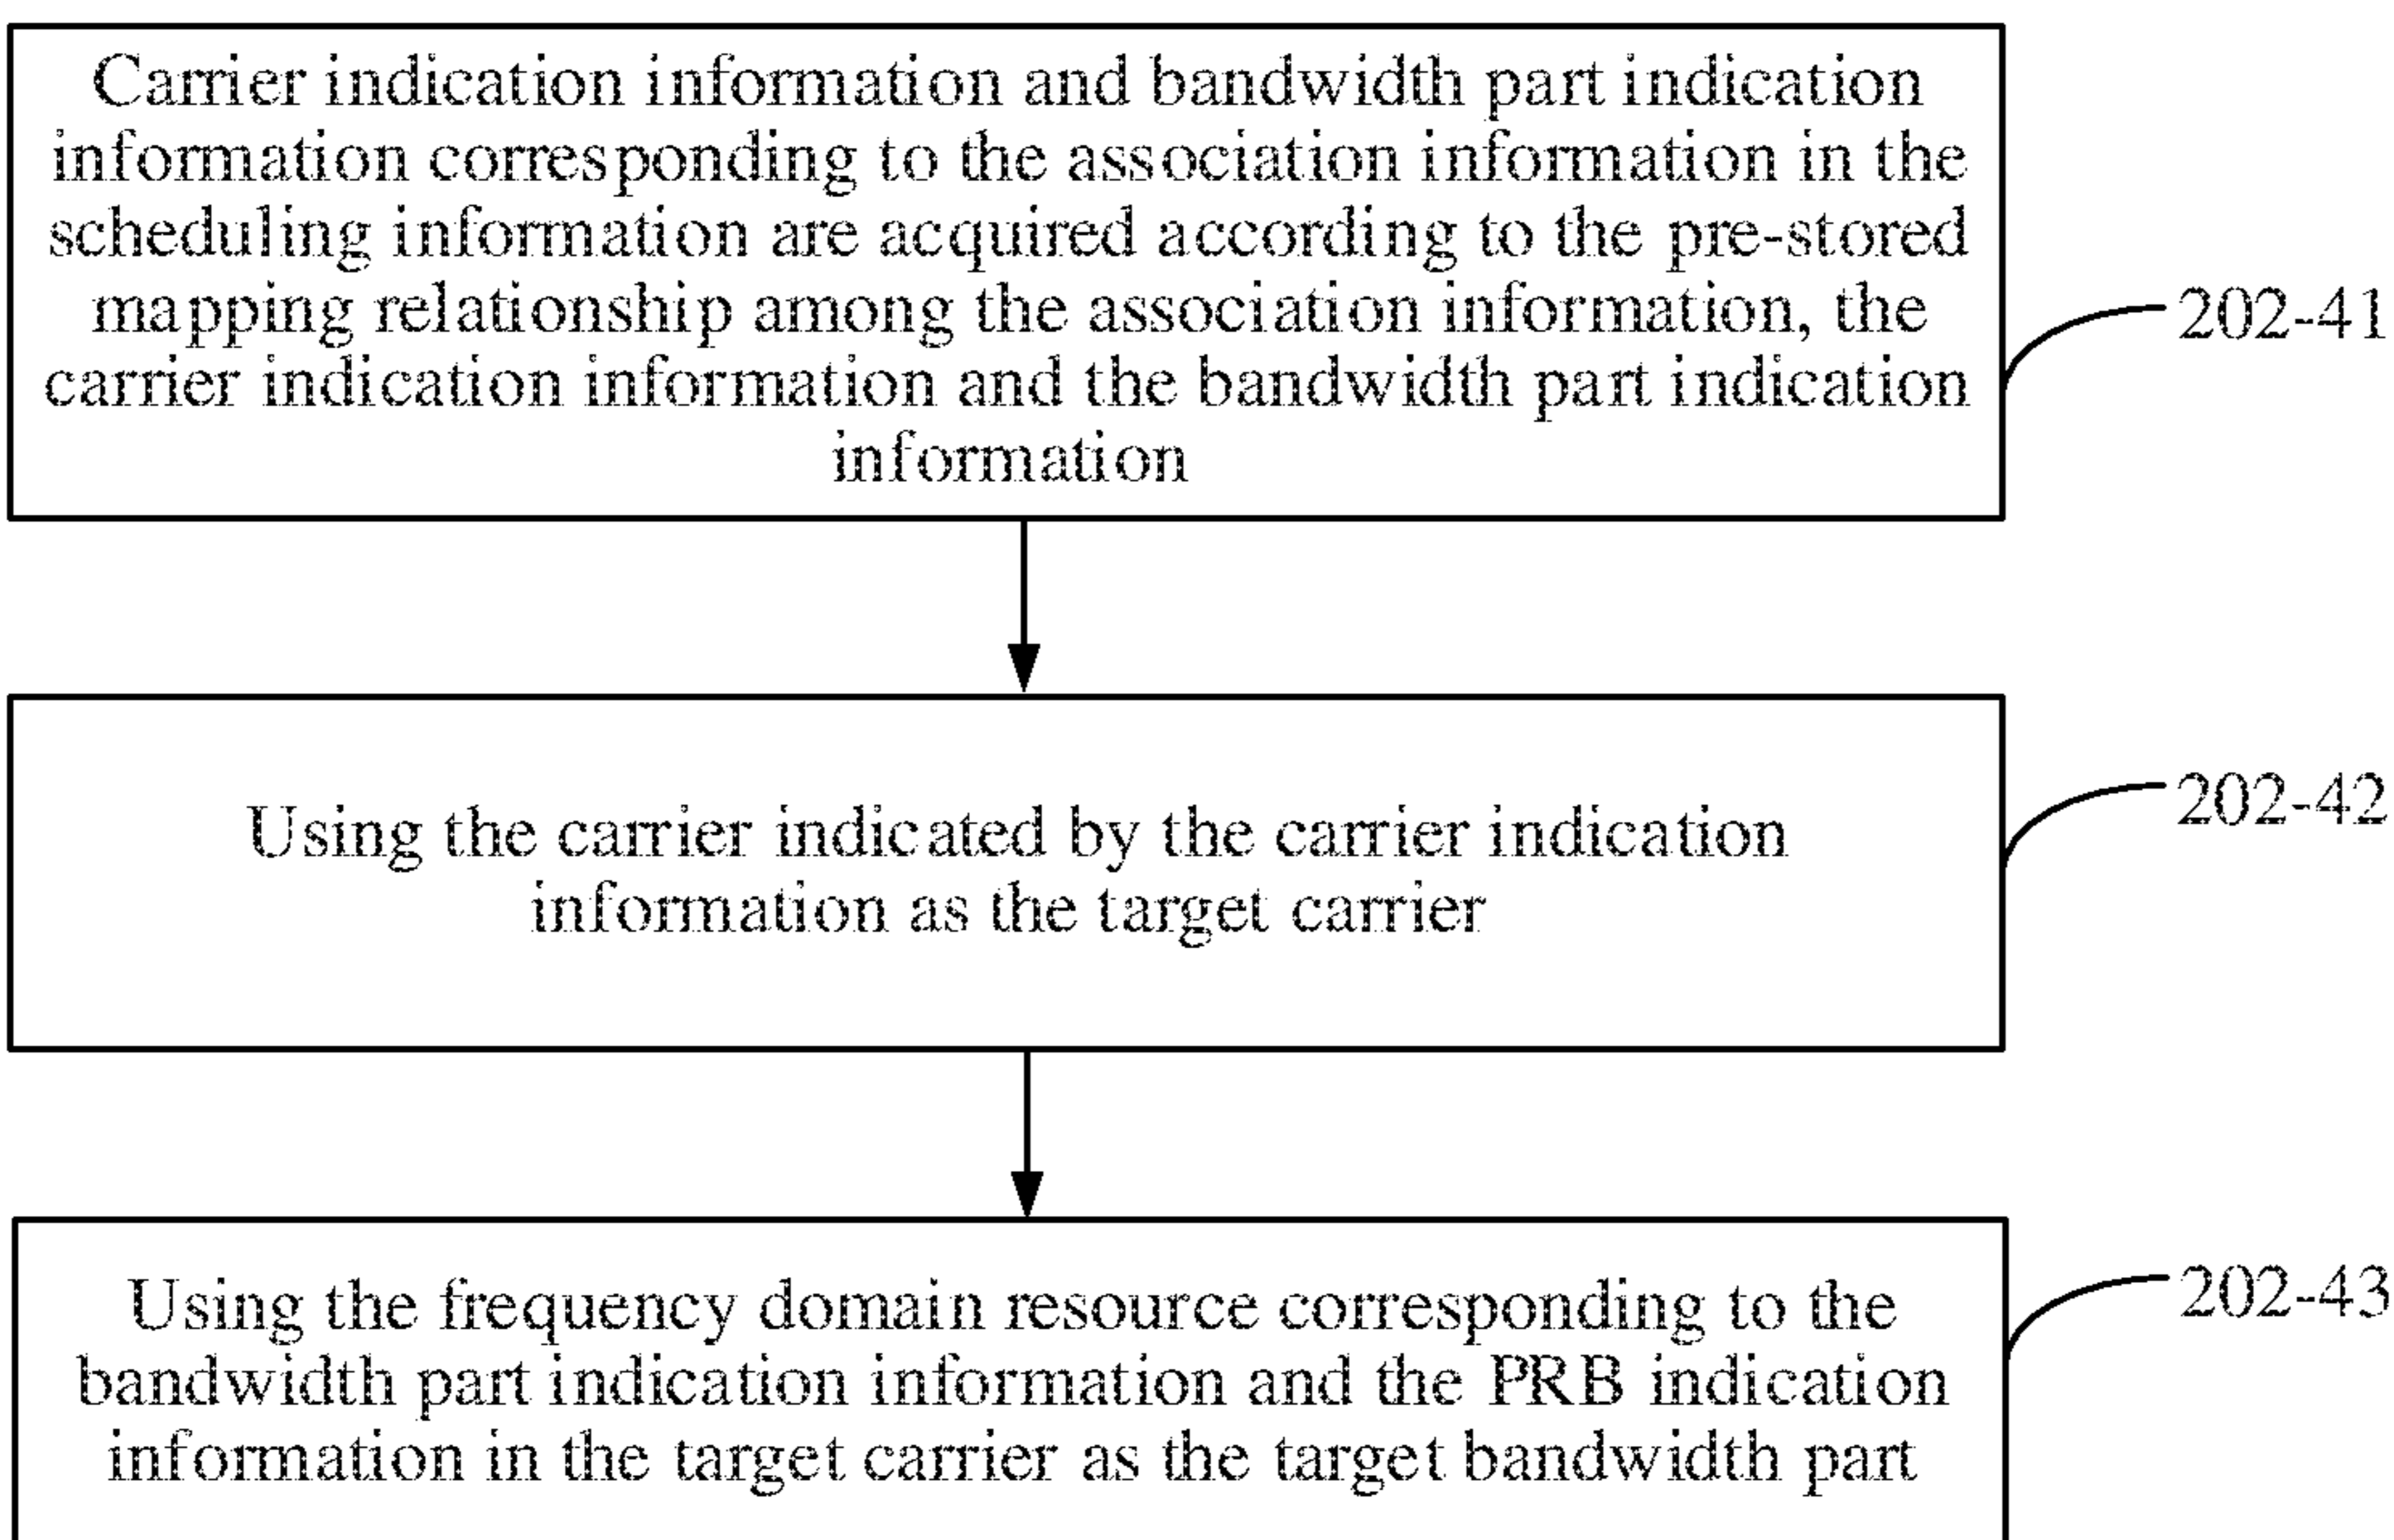 Carrier indication information and bandwidth part indication
information corresponding to the association information in the
scheduling information are acquired according to the pre-stored
mapping relationship among the association information, the
carrier indication information and the bandwidth part indication
information
202-41
Using the carrier indicated by the carrier indication
information as the target carrier
202-42
Using the frequency domain resource corresponding to the
bandwidth part indication information and the PRB indication
information in the target carrier as the target bandwidth part
202-43